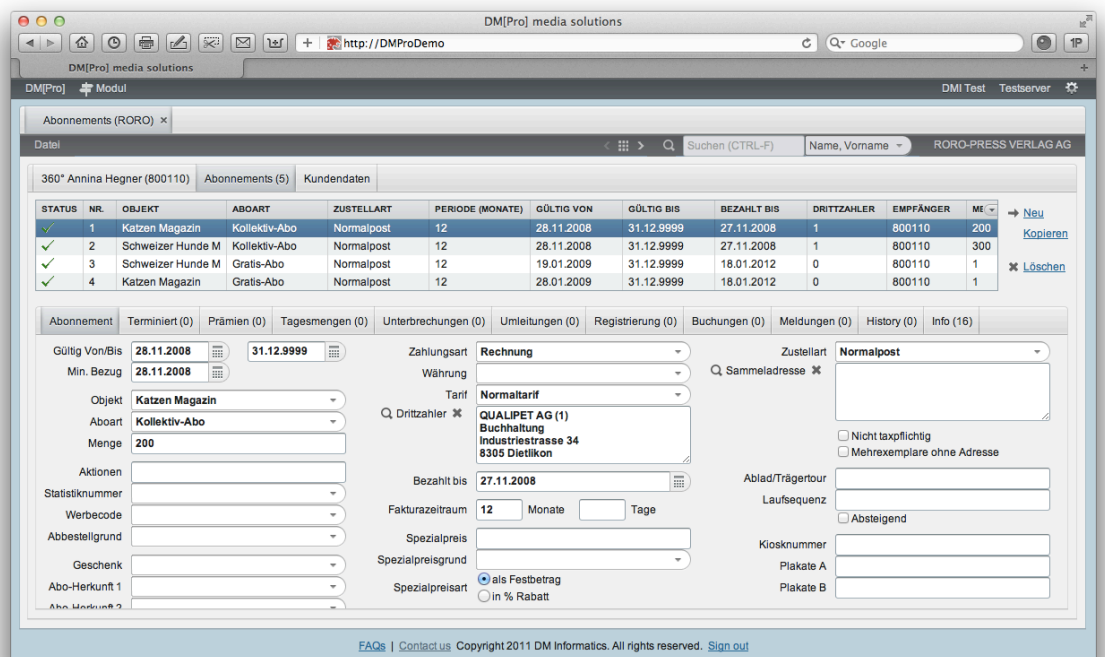 DM[Pro] media solutions
http://DMProDemo
Google
1P
DM[Pro] media solutions
DM[Pro] Modul DMI Test Testserver
Abonnements (RORO) ×
Datei Suchen (CTRL-F) Name, Vorname RORO-PRESS VERLAG AG
360° Annina Hegner (800110) Abonnements (5) Kundendaten
STATUS NR. OBJEKT ABOART ZUSTELLART PERIODE (MONATE) GÜLTIG VON GÜLTIG BIS BEZAHLT BIS DRITTZAHLER EMPFÄNGER ME
1 Katzen Magazin Kollektiv-Abo Normalpost 12 28.11.2008 31.12.9999 27.11.2008 1 800110 200
2 Schweizer Hunde M Kollektiv-Abo Normalpost 12 28.11.2008 31.12.9999 27.11.2008 1 800110 300
3 Schweizer Hunde M Gratis-Abo Normalpost 12 19.01.2009 31.12.9999 18.01.2012 0 800110 1
4 Katzen Magazin Gratis-Abo Normalpost 12 28.01.2009 31.12.9999 18.01.2012 0 800110 1
Neu
Kopieren
Löschen
Abonnement Terminiert (0) Prämien (0) Tagesmengen (0) Unterbrechungen (0) Umleitungen (0) Registrierung (0) Buchungen (0) Meldungen (0) History (0) Info (16)
Gültig Von/Bis 28.11.2008 31.12.9999
Min. Bezug 28.11.2008
Objekt Katzen Magazin
Aboart Kollektiv-Abo
Menge 200
Aktionen
Statistiknummer
Werbecode
Abbestellgrund
Geschenk
Abo-Herkunft 1
Abo-Herkunft 2
Zahlungsart Rechnung
Währung
Tarif Normaltarif
Drittzahler QUALIPET AG (1)
Buchhaltung
Industriestrasse 34
8305 Dietlikon
Bezahlt bis 27.11.2008
Fakturazeitraum 12 Monate Tage
Spezialpreis
Spezialpreisgrund
Spezialpreisart als Festbetrag
in % Rabatt
Zustellart Normalpost
Sammeladresse
Nicht taxpflichtig
Mehrexemplare ohne Adresse
Ablad/Trägertour
Laufsequenz
Absteigend
Kiosknummer
Plakate A
Plakate B
FAQs | Contact us Copyright 2011 DM Informatics. All rights reserved. Sign out